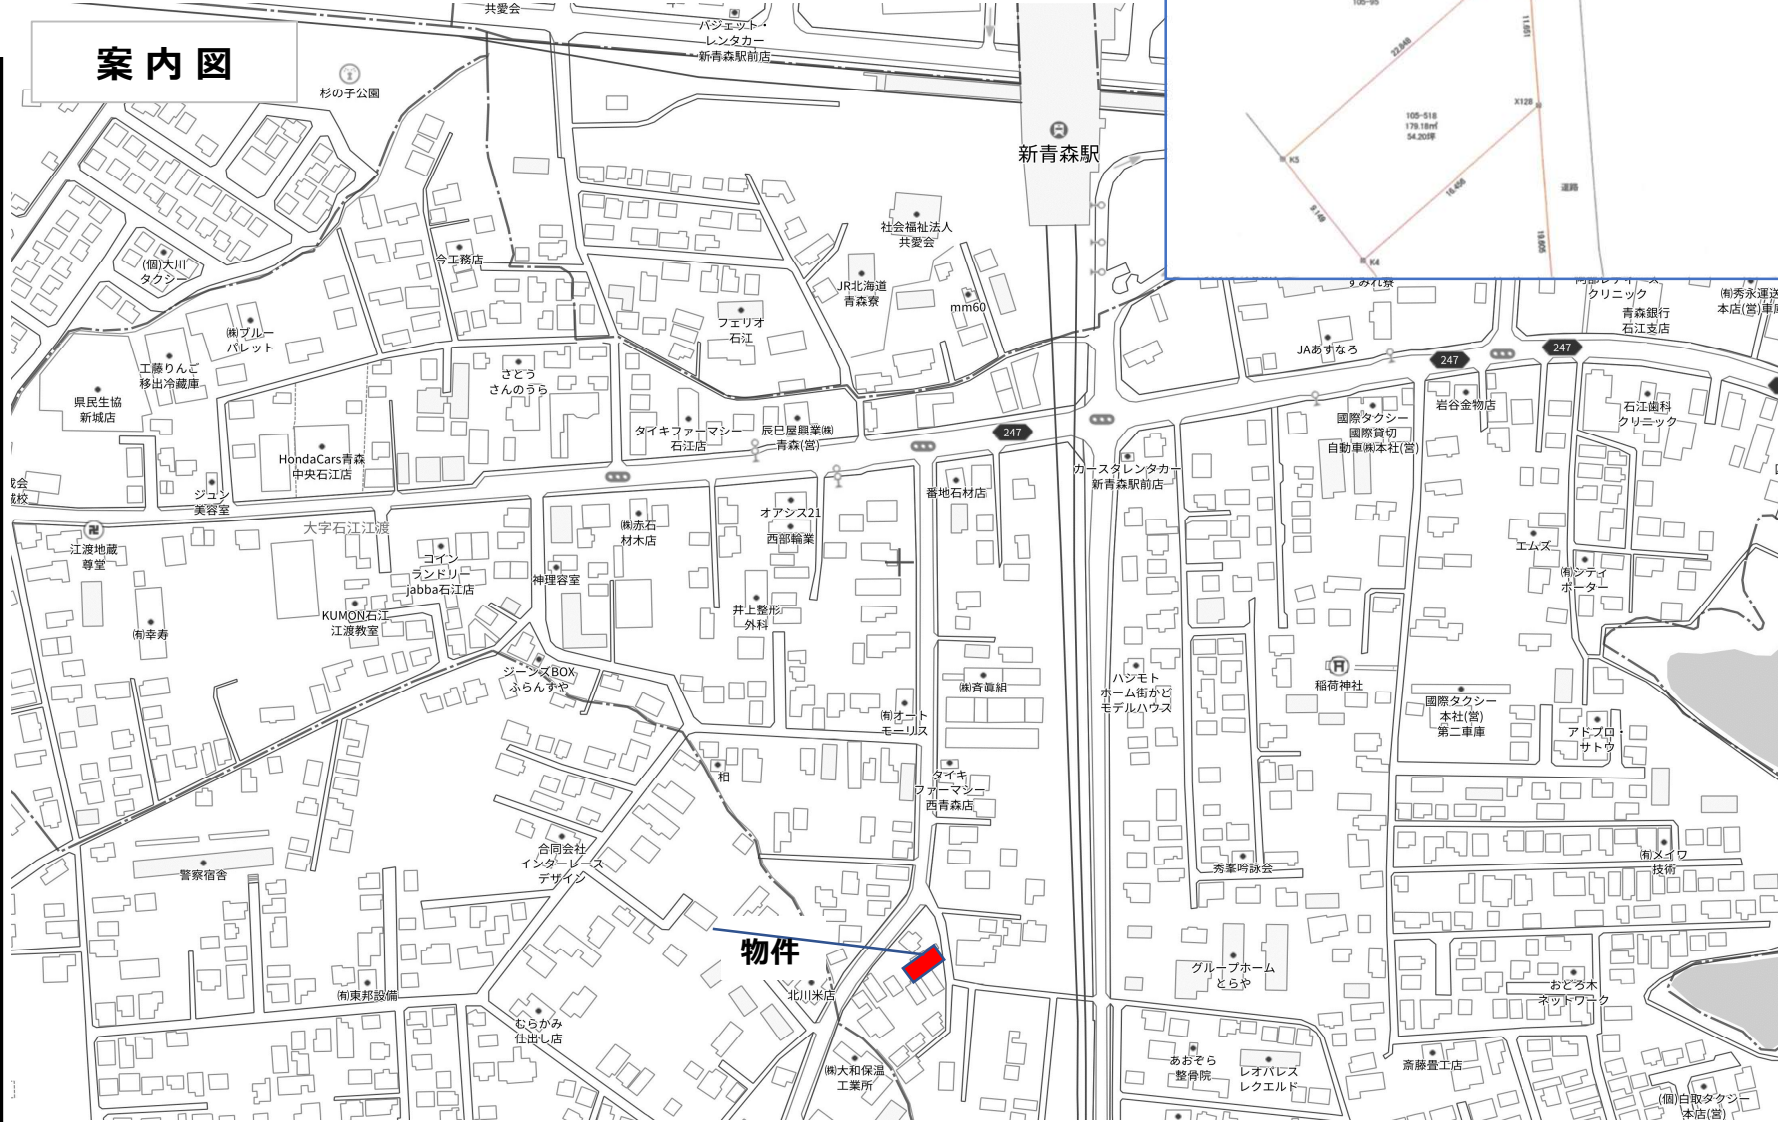 案内図
共愛会
バジェット・
レンタカー
新青森駅前店
杉の子公園
新青森駅
105-95
22.848
11.651
X128
105-518
179.18㎡
54.20坪
K5
9.149
16.456
道路
19.605
K4
社会福祉法人
共愛会
今工務店
(個)大川
タクシー
JR北海道
青森寮
mm60
フェリオ
石江
すみれ寮
クリニック
青森銀行
石江支店
㈲秀永運送
本店(営)車庫
㈱ブルー
パレット
工藤りんご
移出冷蔵庫
県民生協
新城店
さとう
さんのうら
JAあすなろ
247
247
247
タイキファーマシー
石江店
辰巳屋興業㈱
青森(営)
岩谷金物店
國際タクシー
國際貸切
自動車㈱本社(営)
石江歯科
クリニック
HondaCars青森
中央石江店
ジュン
美容室
カースタレンタカー
新青森駅前店
番地石材店
大字石江江渡
江渡地蔵
尊堂
㈱赤石
材木店
オアシス21
西部輪業
コイン
ランドリー
jabba石江店
神理容室
エムズ
㈲シティ
ポーター
KUMON石江
江渡教室
㈲幸寿
井上整形
外科
ジーンズBOX
ふらんすや
㈱斉眞組
ハシモト
ホーム街かど
モデルハウス
稲荷神社
㈲オート
モーリス
國際タクシー
本社(営)
第二車庫
アドプロ・
サトウ
柏
タイキ
ファーマシー
西青森店
合同会社
インターレース
デザイン
警察宿舎
秀峯吟詠会
㈲メイワ
技術
物件
グループホーム
とらや
北川米店
㈲東邦設備
むらかみ
仕出し店
おどろ木
ネットワーク
㈱大和保温
工業所
あおぞら
整骨院
レオパレス
レクエルド
斎藤畳工店
(個)白取タクシー
本店(営)